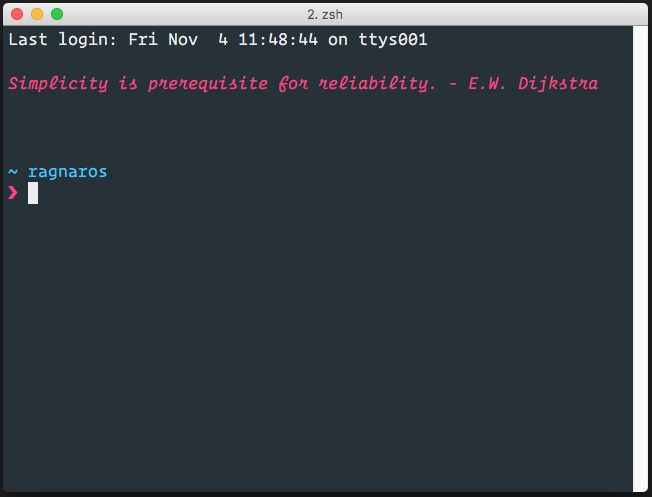 2. zsh
Last login: Fri Nov  4 11:48:44 on ttys001
Simplicity is prerequisite for reliability. - E.W. Dijkstra
~ ragnaros
❯